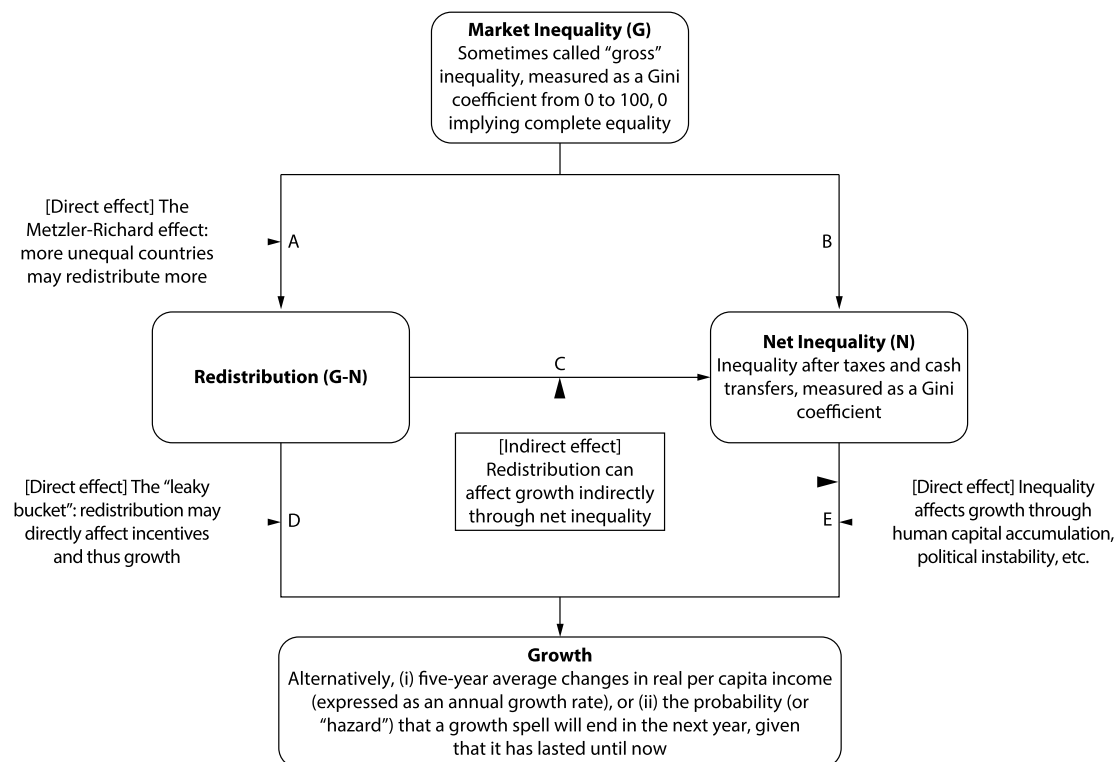 Market Inequality (G)
Sometimes called “gross”
inequality, measured as a Gini
coefficient from 0 to 100, 0
implying complete equality
[Direct effect] The
Metzler-Richard effect:
more unequal countries
may redistribute more
A
B
Redistribution (G-N)
C
Net Inequality (N)
Inequality after taxes and cash
transfers, measured as a Gini
coefficient
[Indirect effect]
Redistribution can
affect growth indirectly
through net inequality
[Direct effect] The “leaky
bucket”: redistribution may
directly affect incentives
and thus growth
D
E
[Direct effect] Inequality
affects growth through
human capital accumulation,
political instability, etc.
Growth
Alternatively, (i) five-year average changes in real per capita income
(expressed as an annual growth rate), or (ii) the probability (or
“hazard”) that a growth spell will end in the next year, given
that it has lasted until now